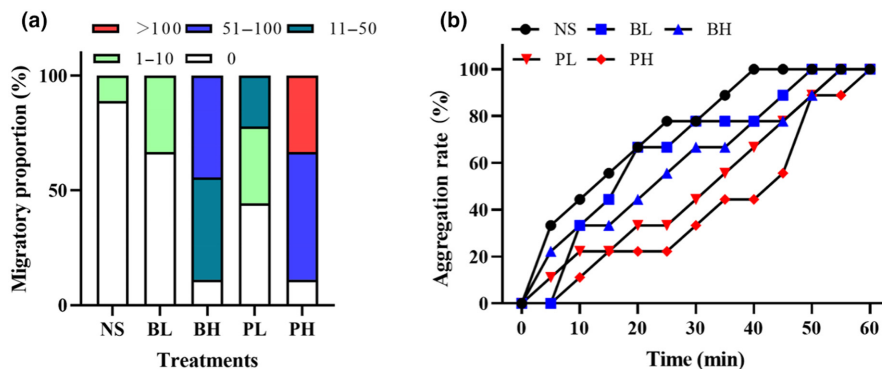 (a)
>100 51–100 11–50
1–10 0
Migratory proportion (%)
100
50
0
NS BL BH PL PH
Treatments
(b)
NS BL BH
PL PH
Aggregation rate (%)
100
80
60
40
20
0
0 10 20 30 40 50 60
Time (min)